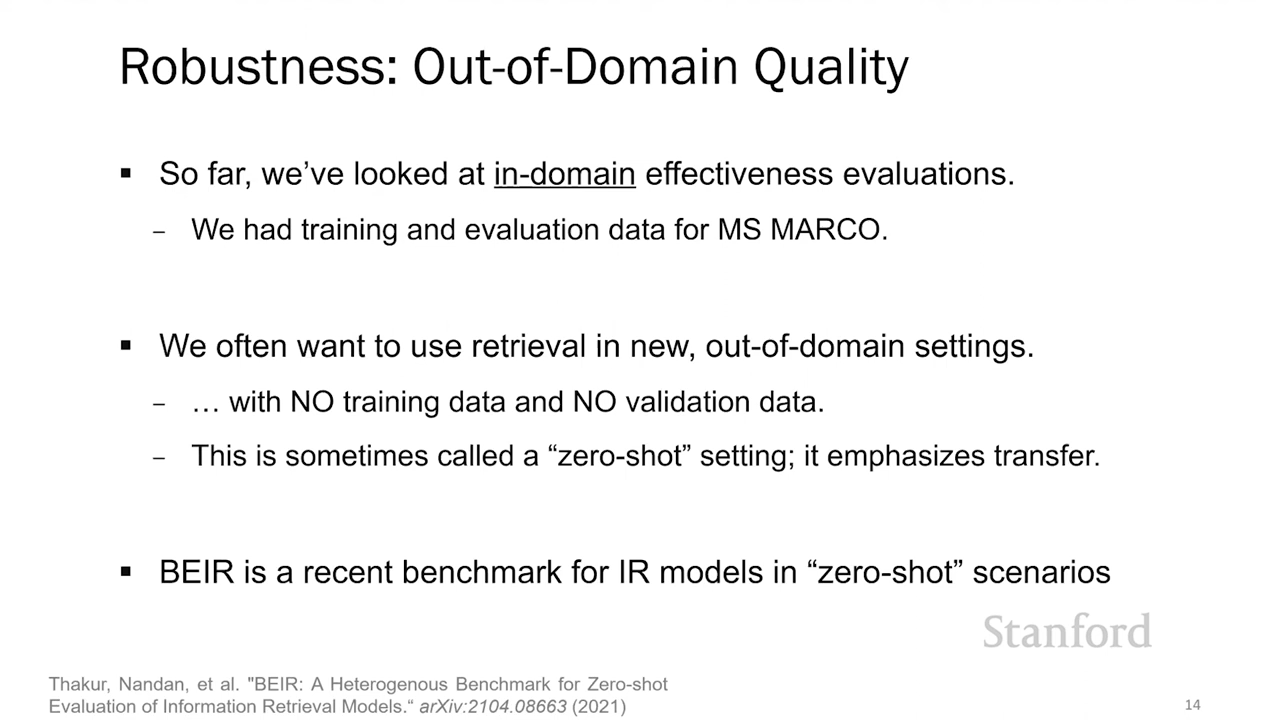 Robustness: Out-of-Domain Quality
▪ So far, we’ve looked at in-domain effectiveness evaluations.
– We had training and evaluation data for MS MARCO.
▪ We often want to use retrieval in new, out-of-domain settings.
– … with NO training data and NO validation data.
– This is sometimes called a “zero-shot” setting; it emphasizes transfer.
▪ BEIR is a recent benchmark for IR models in “zero-shot” scenarios
Stanford
Thakur, Nandan, et al. "BEIR: A Heterogenous Benchmark for Zero-shot
Evaluation of Information Retrieval Models.“ arXiv:2104.08663 (2021)
14